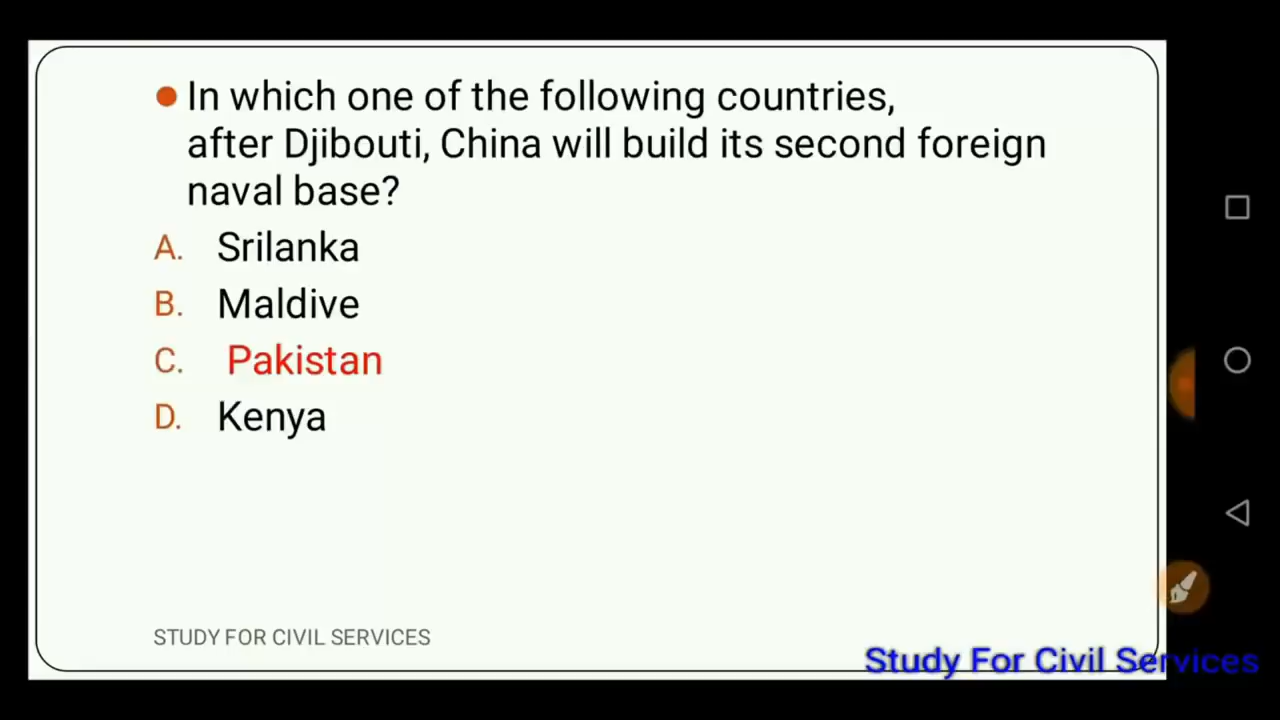 In which one of the following countries,
after Djibouti, China will build its second foreign
naval base?
A. Srilanka
B. Maldive
C. Pakistan
D. Kenya
STUDY FOR CIVIL SERVICES
Study For Civil Services